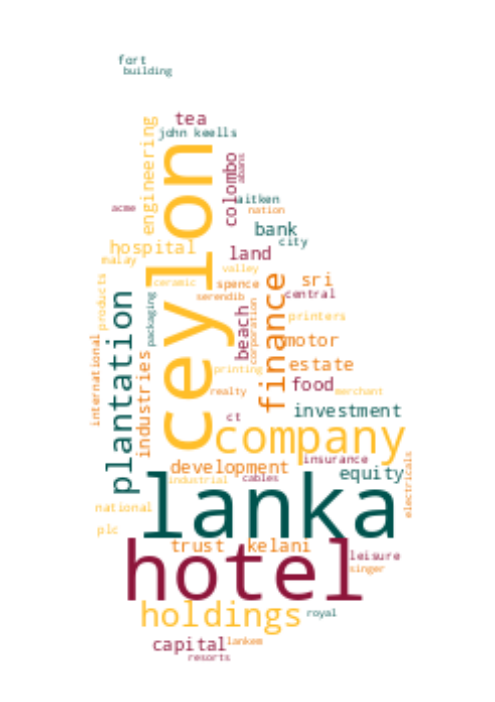 fort
building
tea
engineering
john keells
ceylon
colombo
abans
aitken
acme
nation
bank
city
hospital
land
malay
valley
products
ceramic
spence
sri
serendib
central
plantation
packaging
beach
corporation
finance
printers
international
industries
motor
printing
estate
realty
food
merchant
ct
investment
company
insurance
development
equity
electricals
industrial
cables
lanka
national
plc
trust
kelani
hotel
leisure
singer
holdings
royal
capital
lankem
resorts